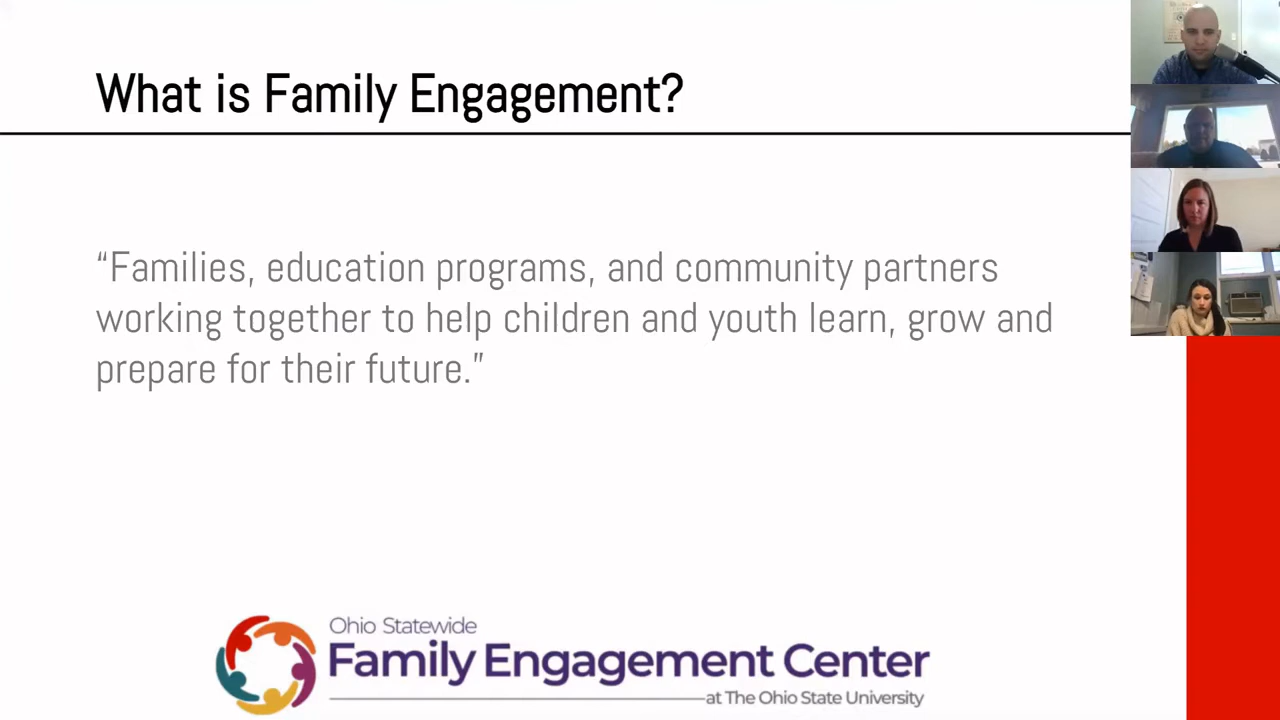 What is Family Engagement?
“Families, education programs, and community partners
working together to help children and youth learn, grow and
prepare for their future.”
Ohio Statewide
Family Engagement Center
at The Ohio State University